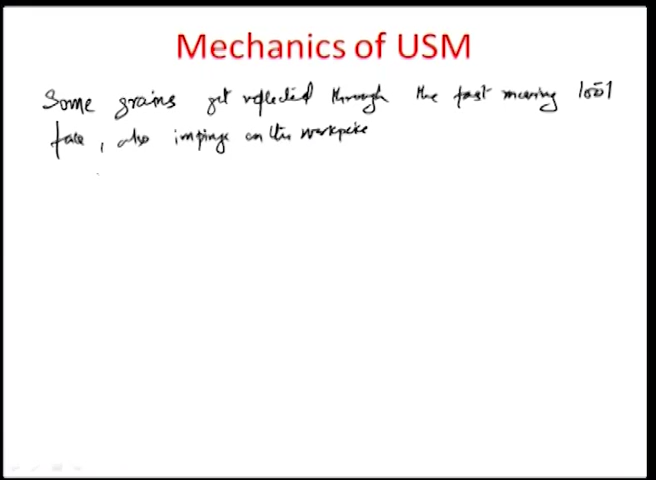 Mechanics of USM
Some grains get reflected through the fast moving tool
face, also impinge on the workpiece